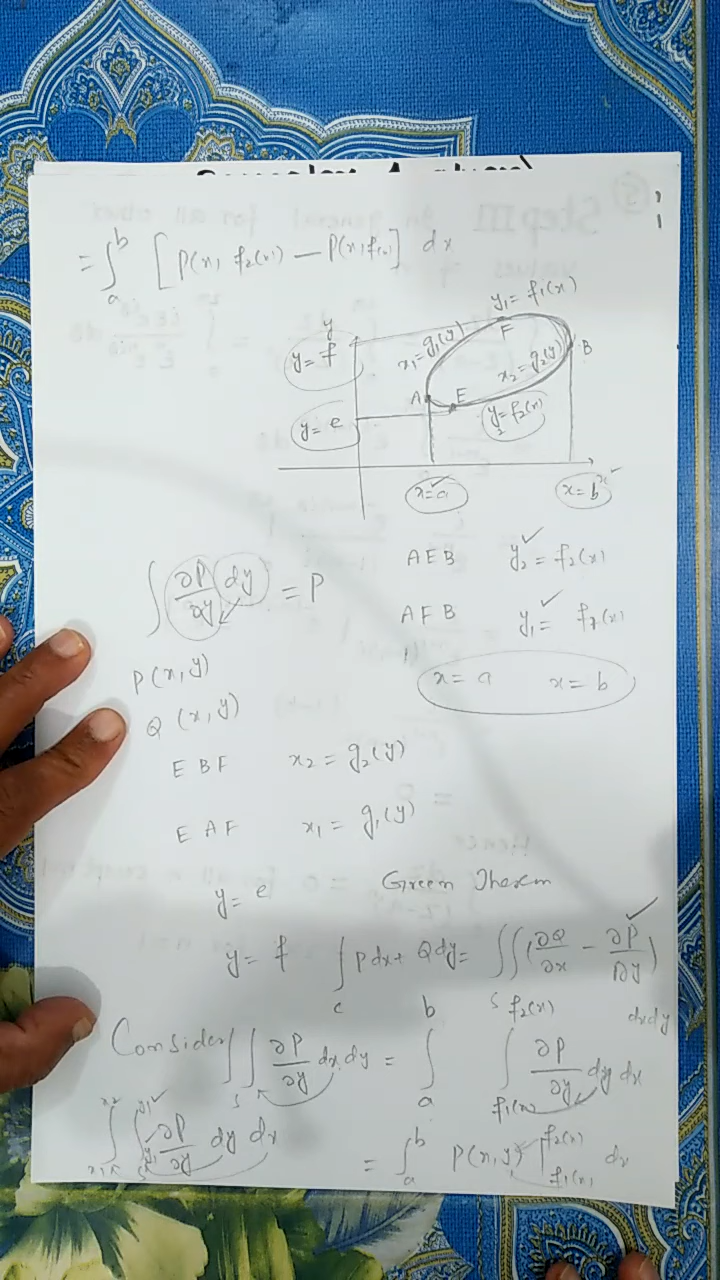 = ∫_a^b [P(x, f₂(x)) — P(x, f(x)] dx
y
y₁ = f₁(x)
y = f
x₁ = g₁(y)
F
B
x₂ = g₂(y)
A
E
y₂ = f₂(x)
y = e
x = a
x = b
x
AEB y₂ = f₂(x)
∫ ∂P/∂y dy = P
AFB y₁ = f₁(x)
x = a x = b
P(x, y)
Q(x, y)
EBF x₂ = g₂(y)
EAF x₁ = g₁(y)
y = e Green Theorem
y = f ∫_c P dx + Q dy = ∬_S (∂Q/∂x − ∂P/∂y) dxdy
Consider ∬_S ∂P/∂y dx dy = ∫_a^b ∫_{f₁(x)}^{f₂(x)} ∂P/∂y dy dx
∂P/∂y dy dx
= ∫_a^b P(x, y) |_{f₁(x)}^{f₂(x)} dx